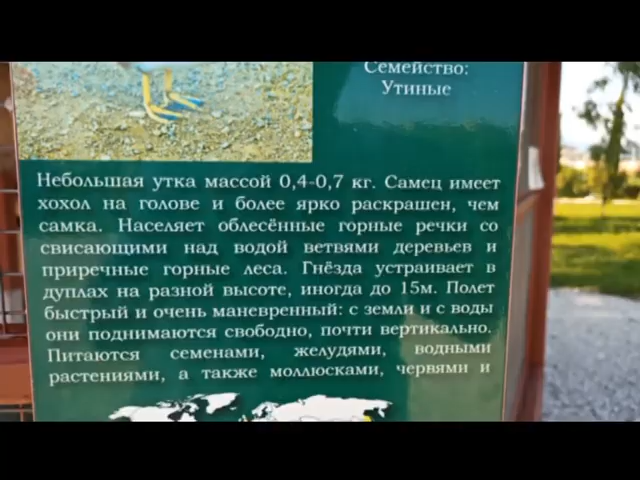 Семейство:
Утиные
Небольшая утка массой 0,4-0,7 кг. Самец имеет
хохол на голове и более ярко раскрашен, чем
самка. Населяет облесённые горные речки со
свисающими над водой ветвями деревьев и
приречные горные леса. Гнёзда устраивает в
дуплах на разной высоте, иногда до 15м. Полет
быстрый и очень маневренный: с земли и с воды
они поднимаются свободно, почти вертикально.
Питаются семенами, желудями, водными
растениями, а также моллюсками, червями и